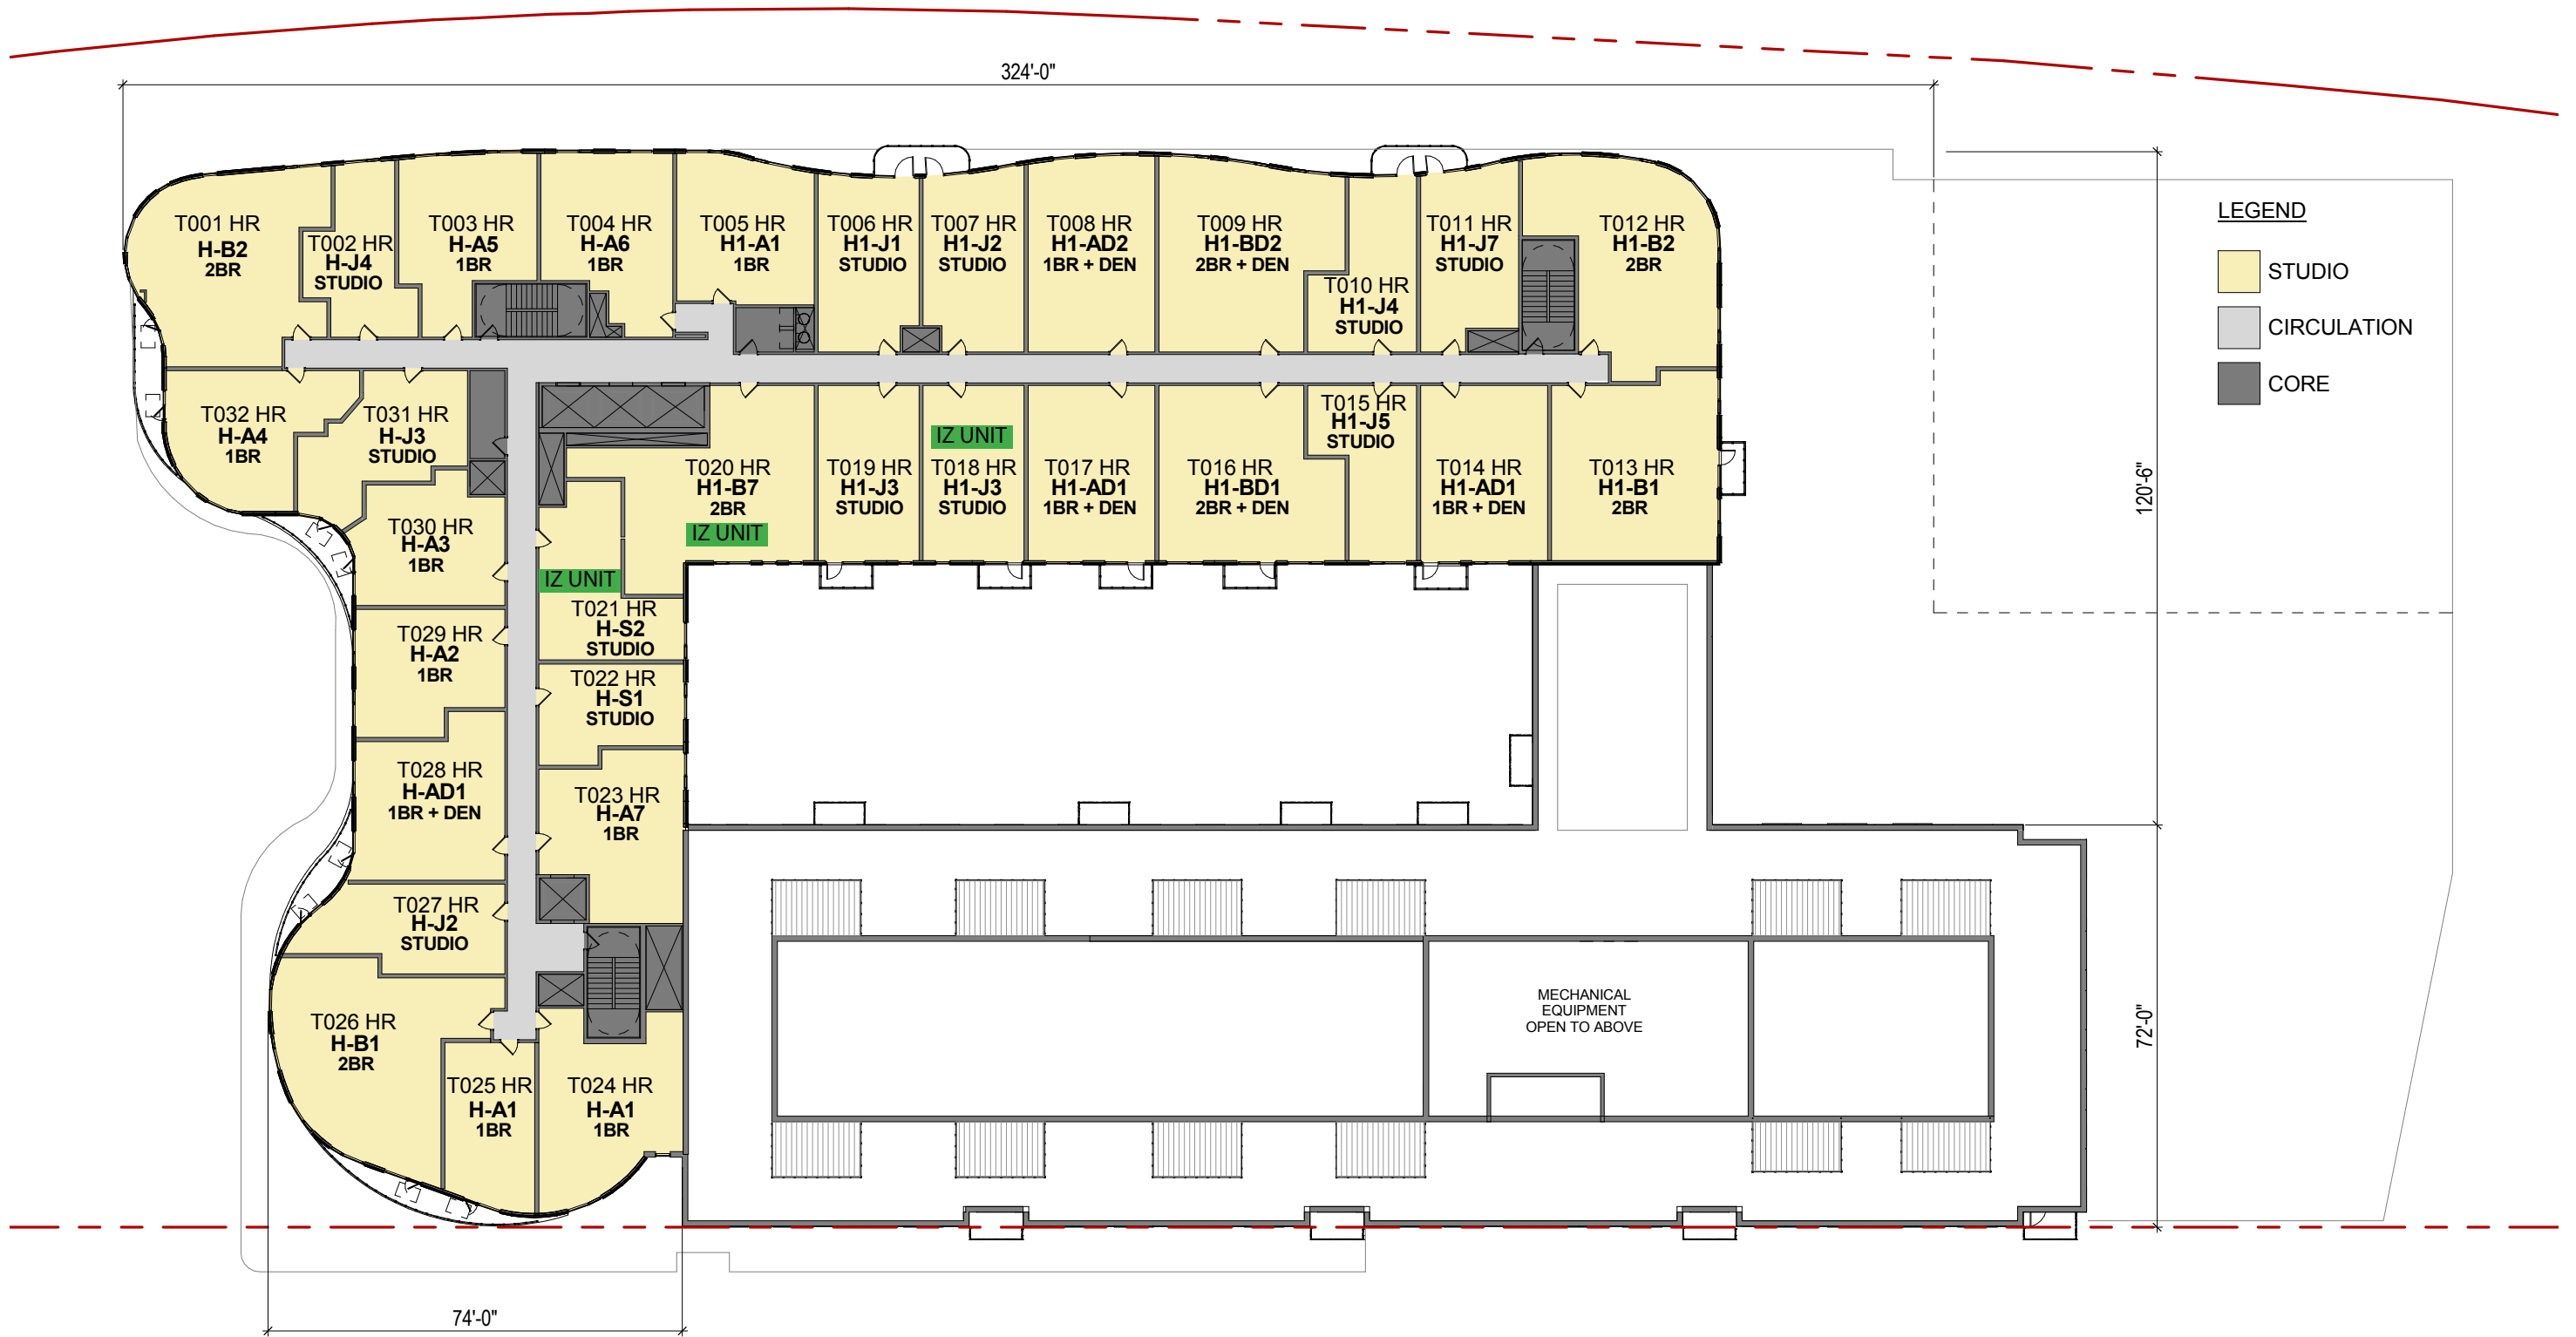 324'-0"
T001 HR
H-B2
2BR
T002 HR
H-J4
STUDIO
T003 HR
H-A5
1BR
T004 HR
H-A6
1BR
T005 HR
H1-A1
1BR
T006 HR
H1-J1
STUDIO
T007 HR
H1-J2
STUDIO
T008 HR
H1-AD2
1BR + DEN
T009 HR
H1-BD2
2BR + DEN
T010 HR
H1-J4
STUDIO
T011 HR
H1-J7
STUDIO
T012 HR
H1-B2
2BR
LEGEND
STUDIO
CIRCULATION
CORE
T032 HR
H-A4
1BR
T031 HR
H-J3
STUDIO
T030 HR
H-A3
1BR
T020 HR
H1-B7
2BR
IZ UNIT
T019 HR
H1-J3
STUDIO
IZ UNIT
T018 HR
H1-J3
STUDIO
T017 HR
H1-AD1
1BR + DEN
T016 HR
H1-BD1
2BR + DEN
T015 HR
H1-J5
STUDIO
T014 HR
H1-AD1
1BR + DEN
T013 HR
H1-B1
2BR
120'-6"
IZ UNIT
T021 HR
H-S2
STUDIO
T029 HR
H-A2
1BR
T022 HR
H-S1
STUDIO
T028 HR
H-AD1
1BR + DEN
T023 HR
H-A7
1BR
T027 HR
H-J2
STUDIO
T026 HR
H-B1
2BR
T025 HR
H-A1
1BR
T024 HR
H-A1
1BR
MECHANICAL
EQUIPMENT
OPEN TO ABOVE
72'-0"
74'-0"